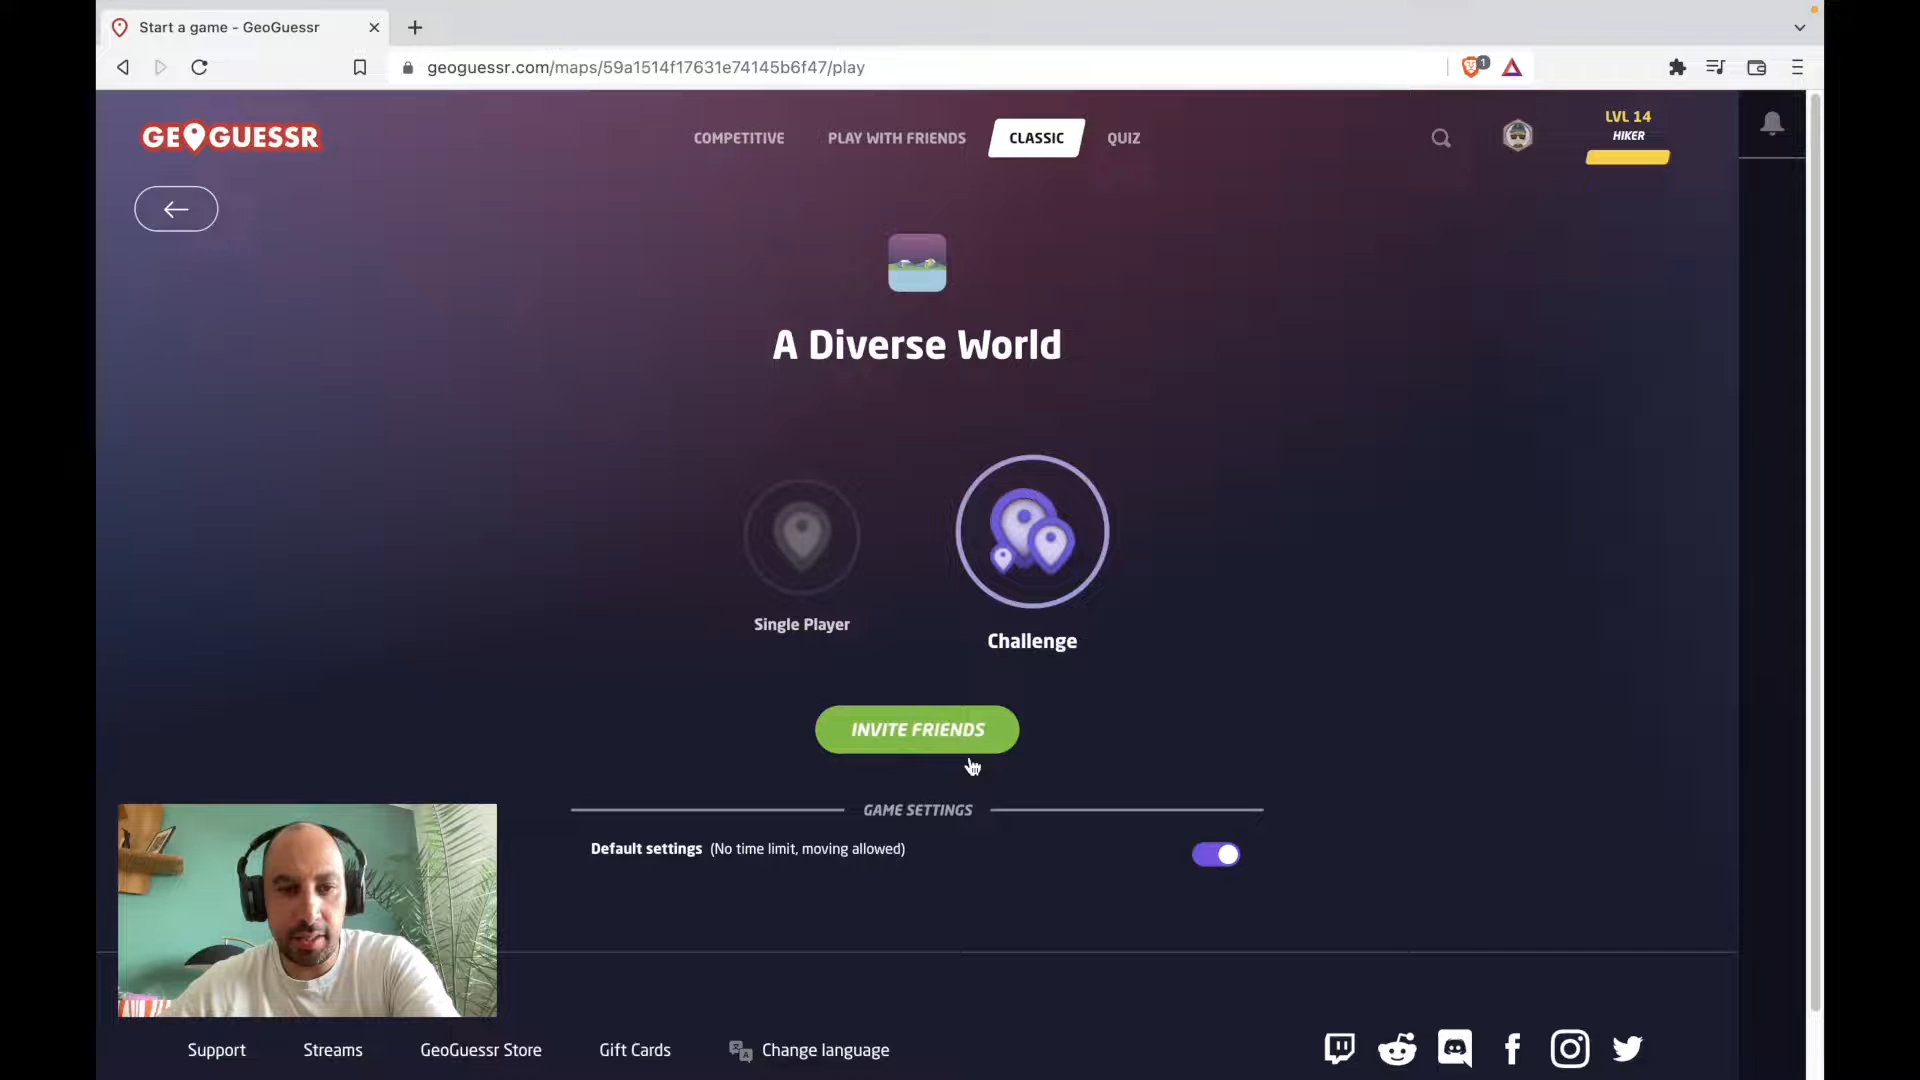 Start a game - GeoGuessr
geoguessr.com/maps/59a1514f17631e74145b6f47/play
1
GEOGUESSR
COMPETITIVE
PLAY WITH FRIENDS
CLASSIC
QUIZ
LVL 14
HIKER
A Diverse World
Single Player
Challenge
INVITE FRIENDS
GAME SETTINGS
Default settings (No time limit, moving allowed)
Support
Streams
GeoGuessr Store
Gift Cards
Change language